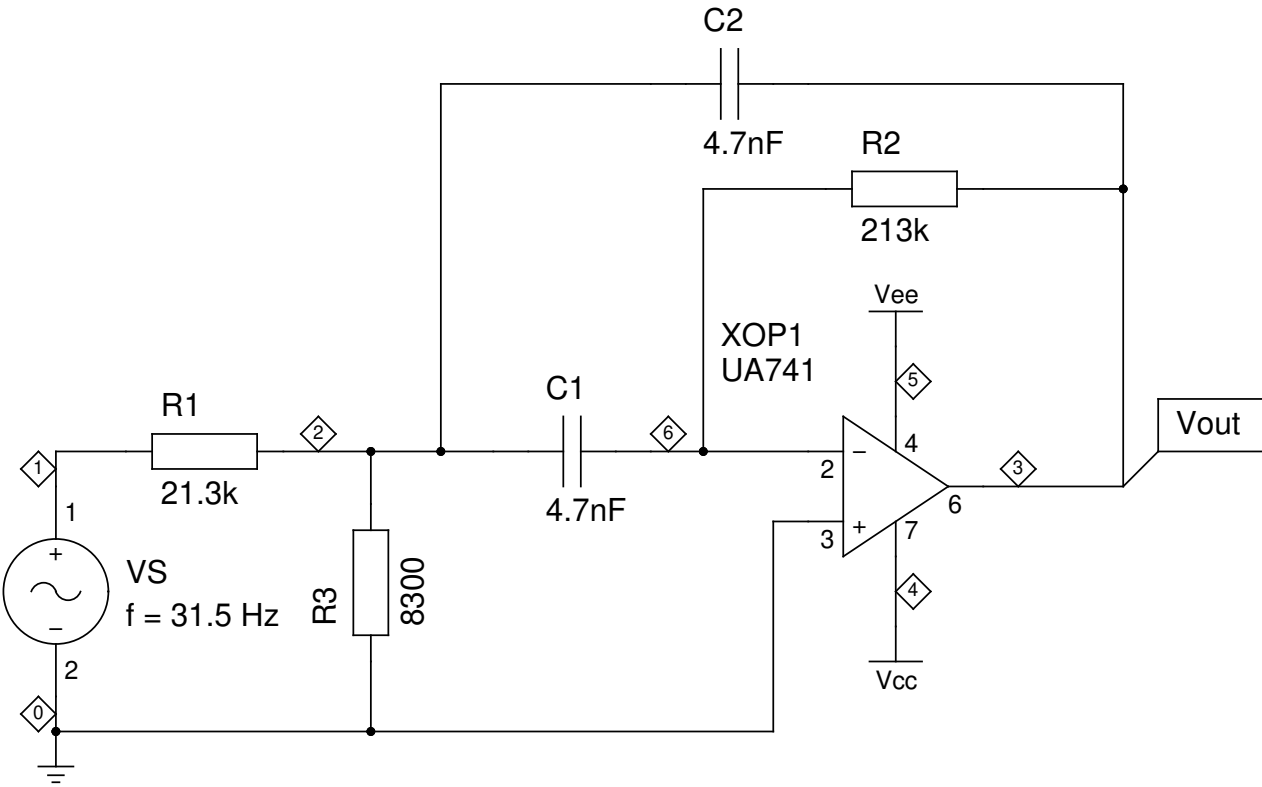 C2
4.7nF
R2
213k
Vee
XOP1
UA741
5
C1
R1
2
6
4
Vout
1
2
−
3
21.3k
6
1
4.7nF
+
3
7
+
VS
f = 31.5 Hz
R3
8300
4
−
2
Vcc
0